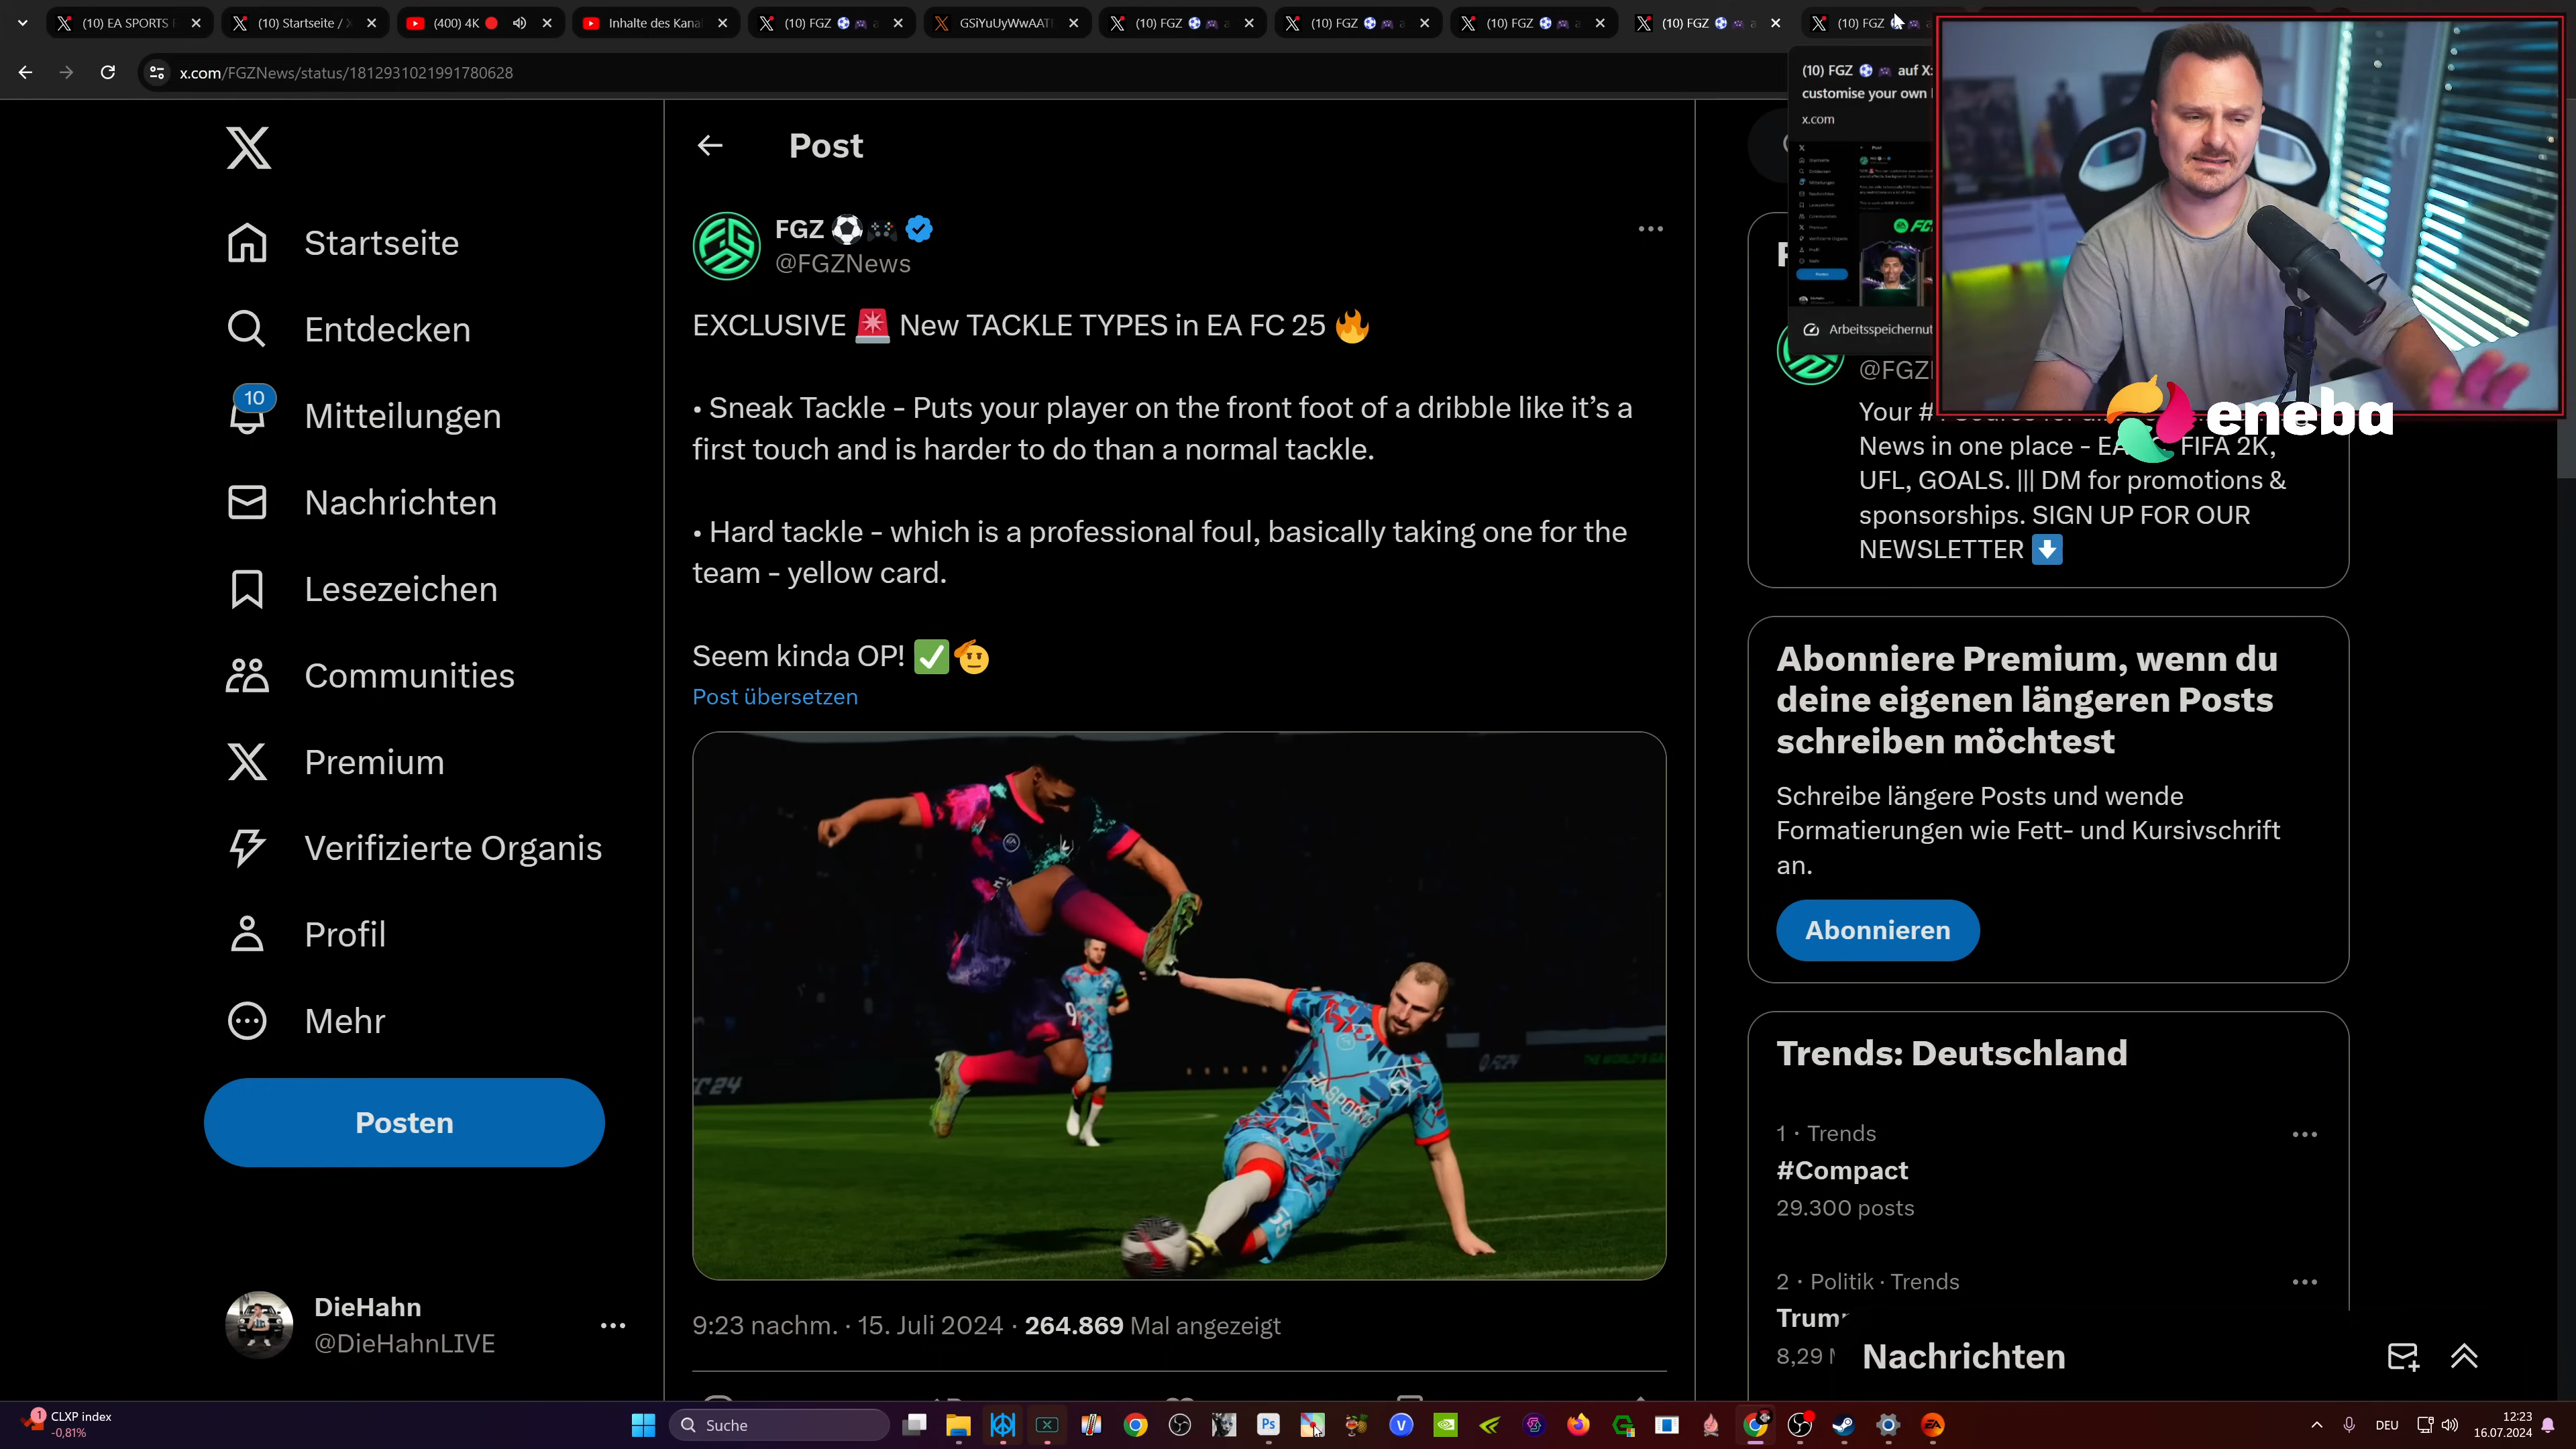 (10) EA SPORTS F
(10) Startseite / X
(400) 4K
Inhalte des Kana
(10) FGZ
GSiYuUyWwAATI
(10) FGZ
(10) FGZ
(10) FGZ
(10) FGZ
(10) FGZ
x.com/FGZNews/status/1812931021991780628
(10) FGZ auf X:
customise your own
x.com
Arbeitsspeichernut
Startseite
Entdecken
10
Mitteilungen
Nachrichten
Lesezeichen
Communities
Premium
Verifizierte Organis
Profil
Mehr
Posten
DieHahn
@DieHahnLIVE
Post
FGZ
@FGZNews
EXCLUSIVE 🚨 New TACKLE TYPES in EA FC 25 🔥
• Sneak Tackle - Puts your player on the front foot of a dribble like it's a
first touch and is harder to do than a normal tackle.
• Hard tackle - which is a professional foul, basically taking one for the
team - yellow card.
Seem kinda OP! ✅🫡
Post übersetzen
FC 24
9:23 nachm. · 15. Juli 2024 · 264.869 Mal angezeigt
@FGZ
Your #
News in one place - EA FIFA 2K,
UFL, GOALS. ||| DM for promotions &
sponsorships. SIGN UP FOR OUR
NEWSLETTER ⬇️
eneba
Abonniere Premium, wenn du
deine eigenen längeren Posts
schreiben möchtest
Schreibe längere Posts und wende
Formatierungen wie Fett- und Kursivschrift
an.
Abonnieren
Trends: Deutschland
1 · Trends
#Compact
29.300 posts
2 · Politik · Trends
Trump
8,29
Nachrichten
1
CLXP index
-0,81%
Suche
DEU
12:23
16.07.2024